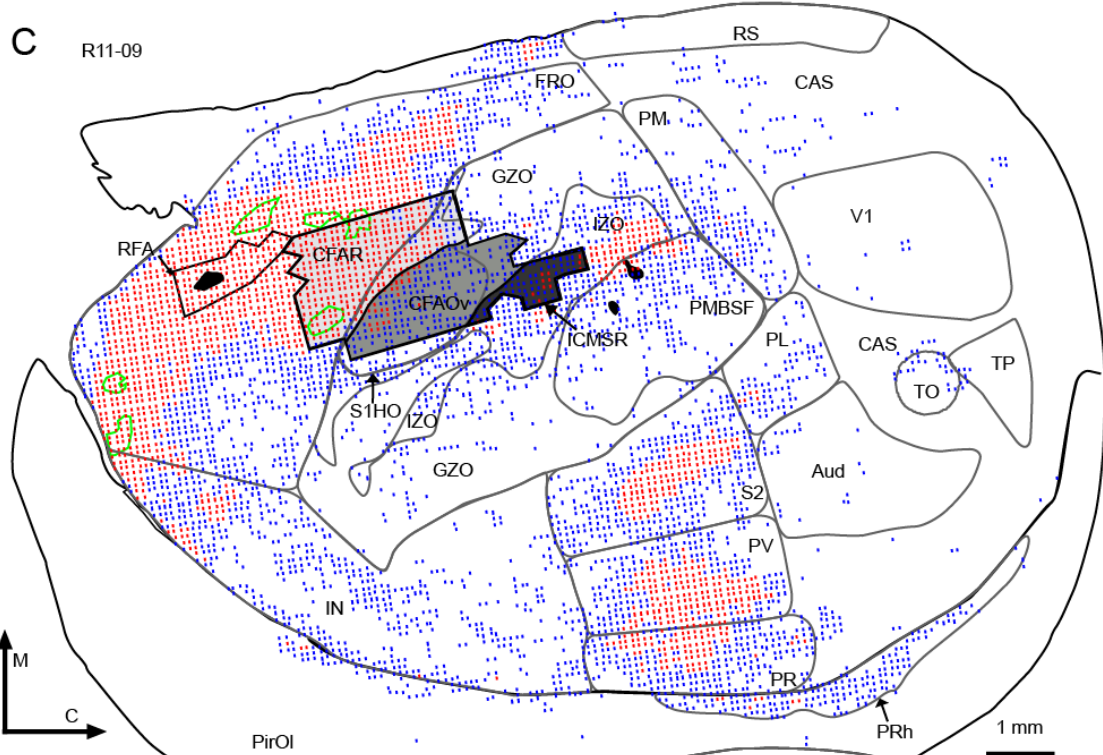 C
R11-09
RS
CAS
FRO
PM
GZO
V1
IZO
RFA
CFAR
CFAOv
PMBSF
ICMSR
PL
CAS
TP
TO
S1HO
IZO
GZO
Aud
S2
PV
IN
M
PR
C
PRh
1 mm
PirOl